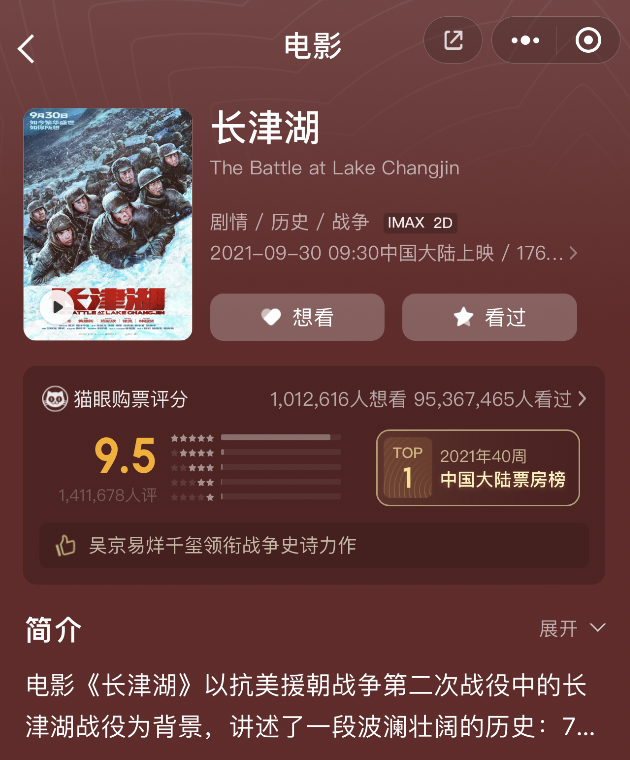 电影
9月30日
长津湖
The Battle at Lake Changjin
剧情 / 历史 / 战争 IMAX 2D
2021-09-30 09:30中国大陆上映 / 176...
长津湖
BATTLE AT LAKE CHANGJIN
想看
看过
猫眼购票评分
1,012,616人想看 95,367,465人看过
9.5
1,411,678人评
TOP
1
2021年40周
中国大陆票房榜
吴京易烊千玺领衔战争史诗力作
简介
展开
电影《长津湖》以抗美援朝战争第二次战役中的长
津湖战役为背景，讲述了一段波澜壮阔的历史：7...